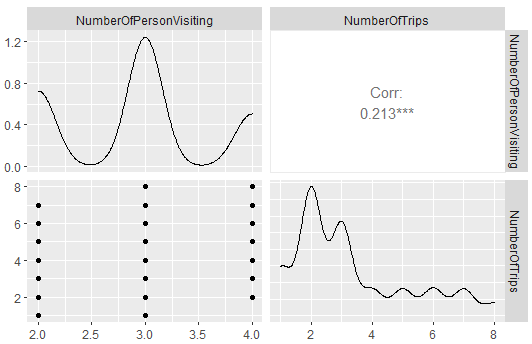 NumberOfPersonVisiting
NumberOfTrips
1.2
0.8
0.4
0.0
Corr:
0.213***
NumberOfPersonVisiting
8
6
4
2
NumberOfTrips
2.0 2.5 3.0 3.5 4.0
2 4 6 8